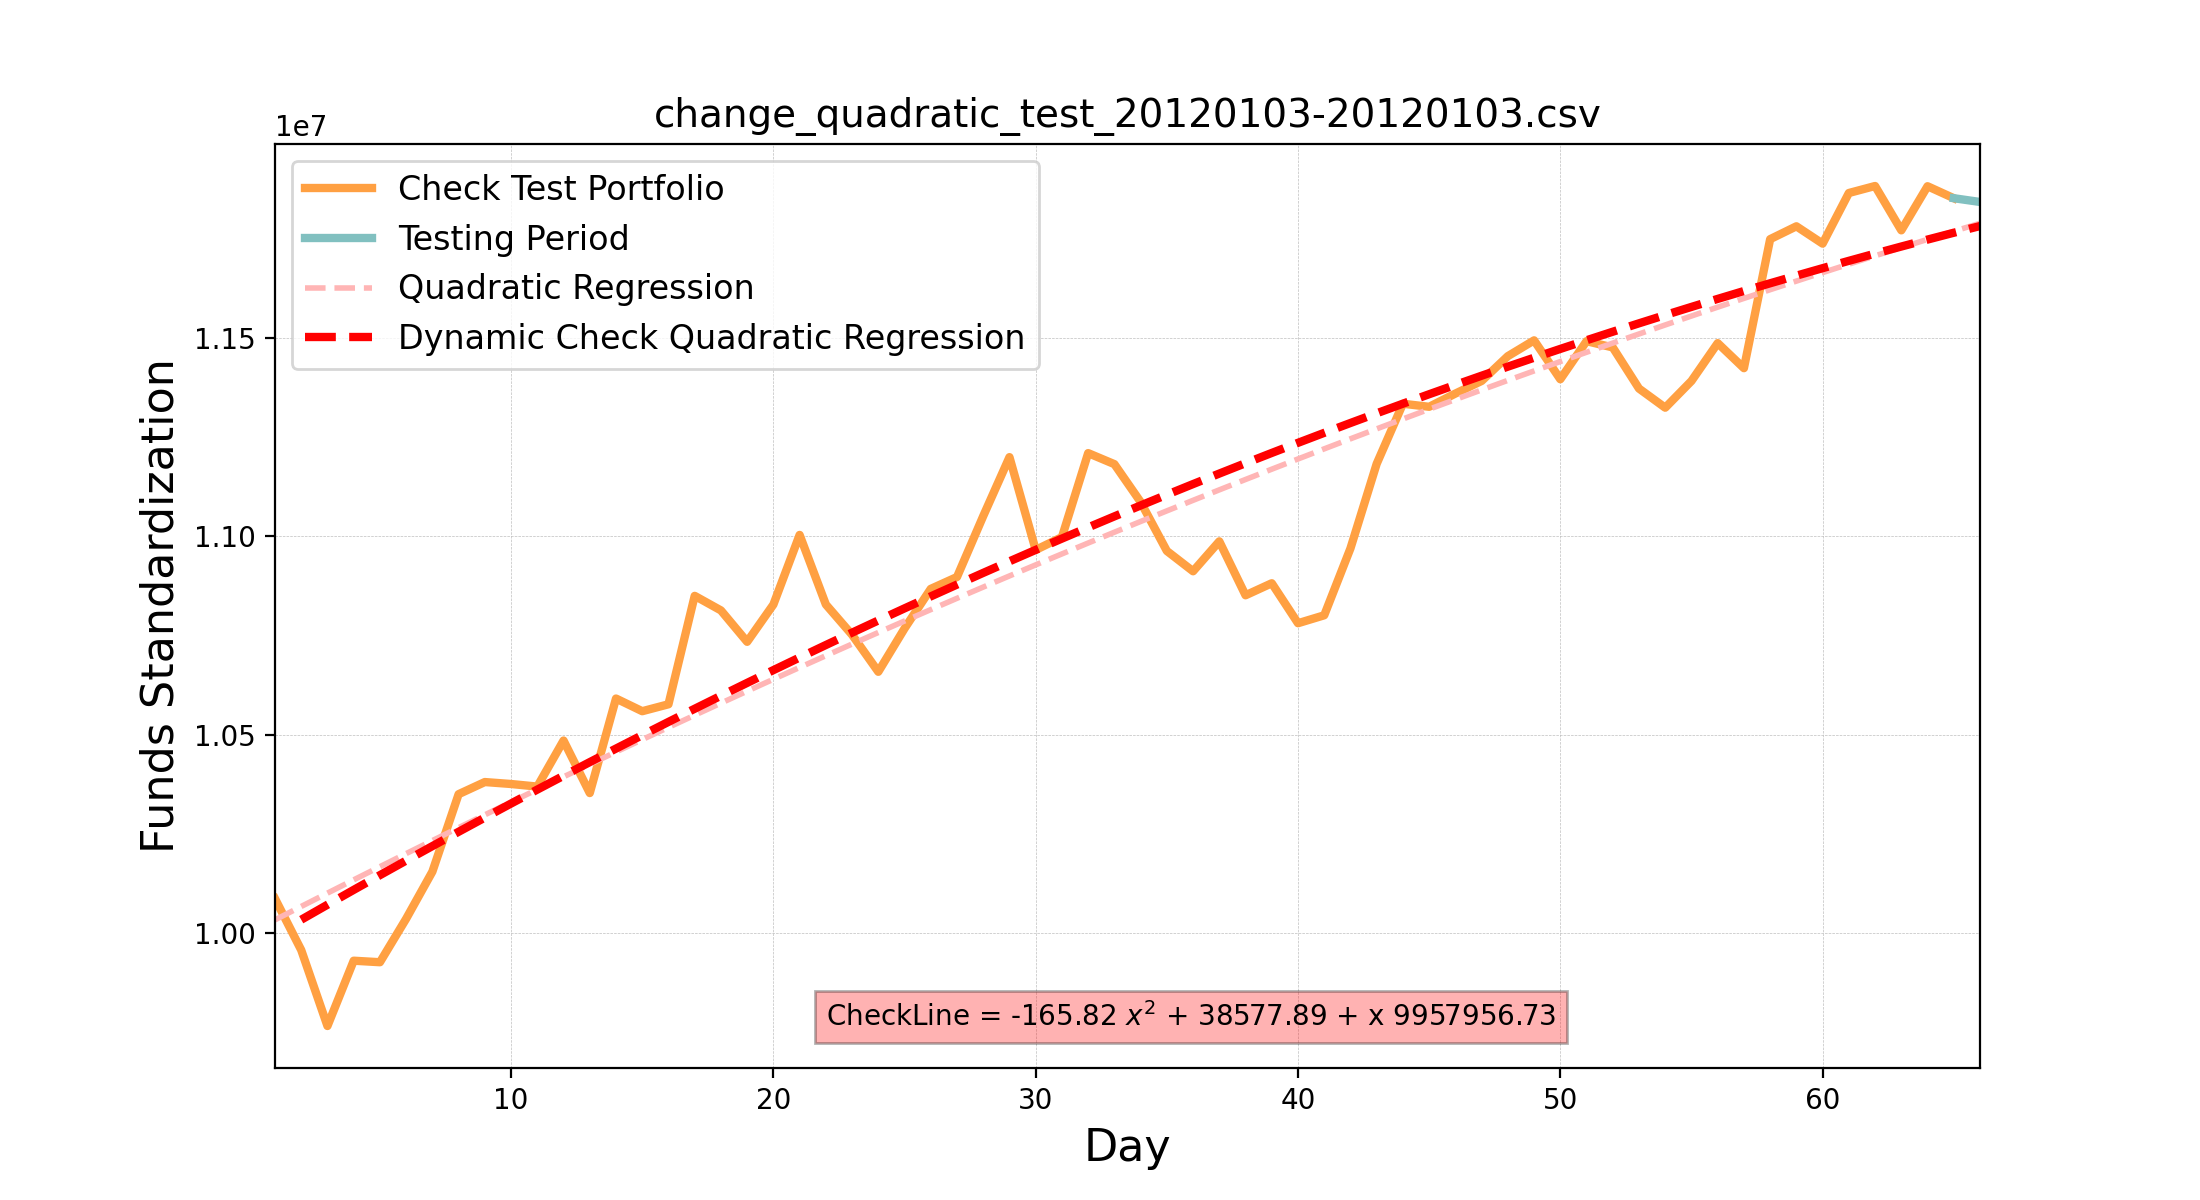 change_quadratic_test_20120103-20120103.csv
1e7
Check Test Portfolio
Testing Period
Quadratic Regression
Dynamic Check Quadratic Regression
Funds Standardization
1.15
1.10
1.05
1.00
CheckLine = -165.82 x² + 38577.89 + x 9957956.73
10 20 30 40 50 60
Day